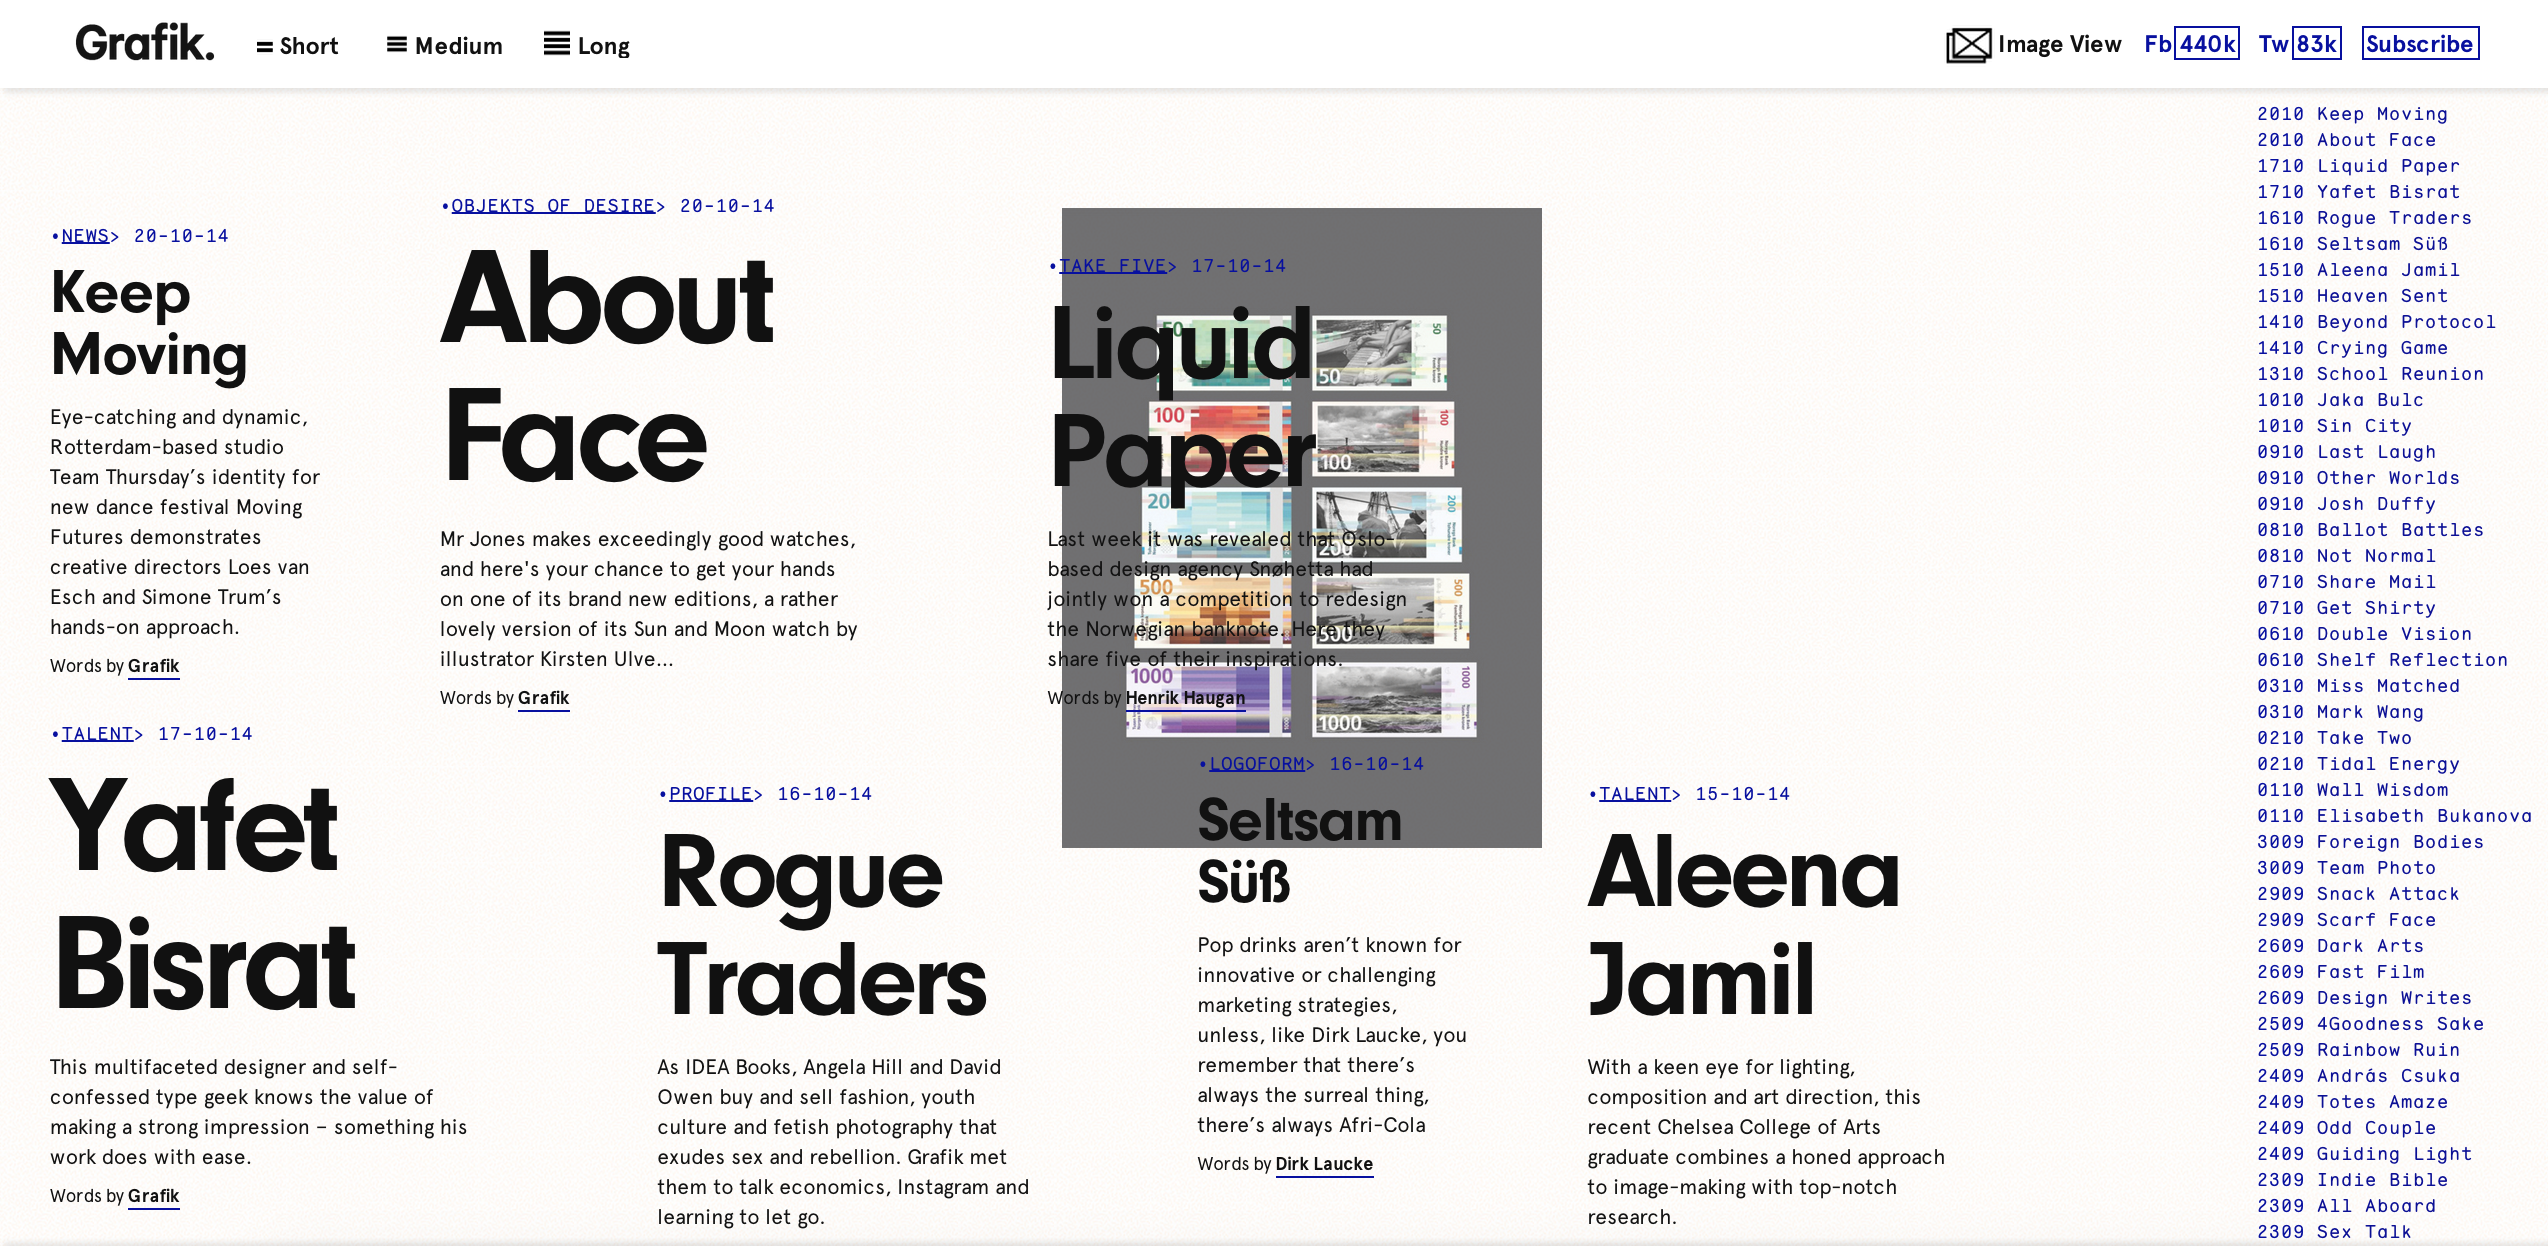 Grafik.
Short
Medium
Long
Image View
Fb 440k
Tw 83k
Subscribe
•NEWS> 20-10-14
Keep
Moving
Eye-catching and dynamic,
Rotterdam-based studio
Team Thursday’s identity for
new dance festival Moving
Futures demonstrates
creative directors Loes van
Esch and Simone Trum’s
hands-on approach.
Words by Grafik
•OBJEKTS OF DESIRE> 20-10-14
About
Face
Mr Jones makes exceedingly good watches,
and here's your chance to get your hands
on one of its brand new editions, a rather
lovely version of its Sun and Moon watch by
illustrator Kirsten Ulve...
Words by Grafik
•TAKE FIVE> 17-10-14
Liquid
Paper
Last week it was revealed that Oslo-
based design agency Snøhetta had
jointly won a competition to redesign
the Norwegian banknote. Here they
share five of their inspirations.
Words by Henrik Haugan
50
50
50
100
100
100
20
200
200
500
500
500
1000
1000
1000
•TALENT> 17-10-14
Yafet
Bisrat
This multifaceted designer and self-
confessed type geek knows the value of
making a strong impression – something his
work does with ease.
Words by Grafik
•PROFILE> 16-10-14
Rogue
Traders
As IDEA Books, Angela Hill and David
Owen buy and sell fashion, youth
culture and fetish photography that
exudes sex and rebellion. Grafik met
them to talk economics, Instagram and
learning to let go.
•LOGOFORM> 16-10-14
Seltsam
Süß
Pop drinks aren’t known for
innovative or challenging
marketing strategies,
unless, like Dirk Laucke, you
remember that there’s
always the surreal thing,
there’s always Afri-Cola
Words by Dirk Laucke
•TALENT> 15-10-14
Aleena
Jamil
With a keen eye for lighting,
composition and art direction, this
recent Chelsea College of Arts
graduate combines a honed approach
to image-making with top-notch
research.
2010 Keep Moving
2010 About Face
1710 Liquid Paper
1710 Yafet Bisrat
1610 Rogue Traders
1610 Seltsam Süß
1510 Aleena Jamil
1510 Heaven Sent
1410 Beyond Protocol
1410 Crying Game
1310 School Reunion
1010 Jaka Bulc
1010 Sin City
0910 Last Laugh
0910 Other Worlds
0910 Josh Duffy
0810 Ballot Battles
0810 Not Normal
0710 Share Mail
0710 Get Shirty
0610 Double Vision
0610 Shelf Reflection
0310 Miss Matched
0310 Mark Wang
0210 Take Two
0210 Tidal Energy
0110 Wall Wisdom
0110 Elisabeth Bukanova
3009 Foreign Bodies
3009 Team Photo
2909 Snack Attack
2909 Scarf Face
2609 Dark Arts
2609 Fast Film
2609 Design Writes
2509 4Goodness Sake
2509 Rainbow Ruin
2409 András Csuka
2409 Totes Amaze
2409 Odd Couple
2409 Guiding Light
2309 Indie Bible
2309 All Aboard
2309 Sex Talk